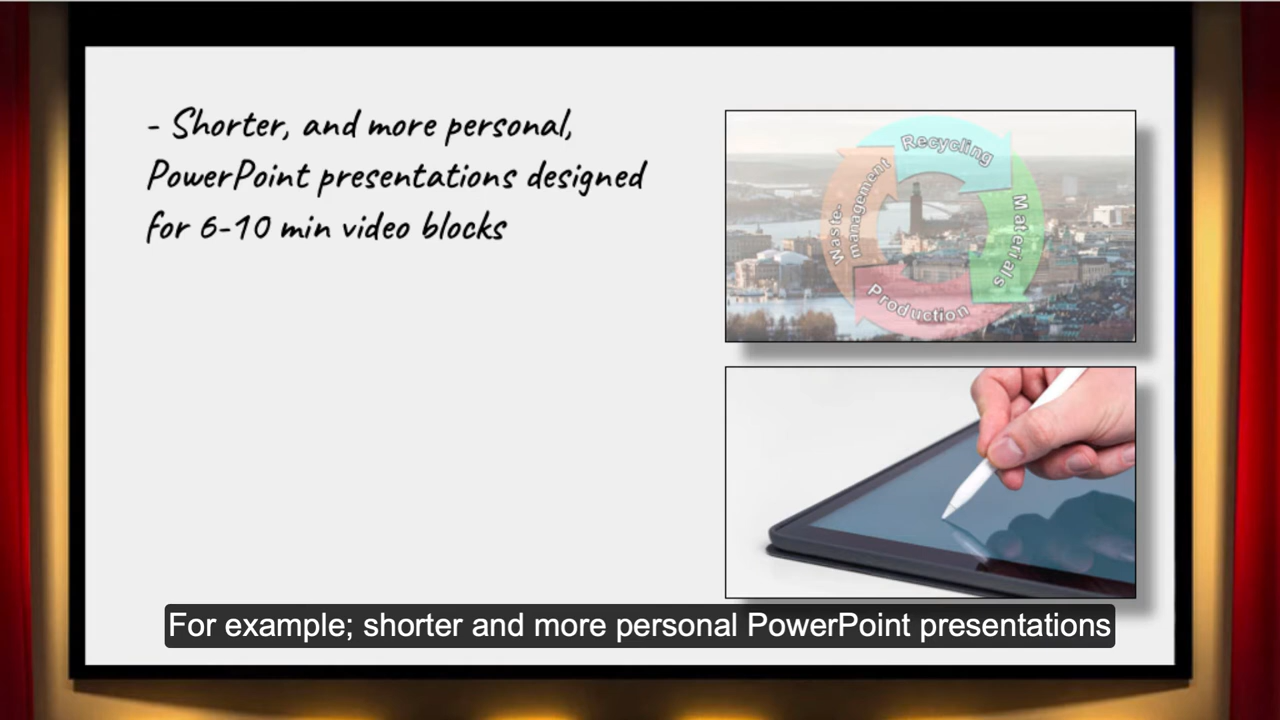 - Shorter, and more personal,
PowerPoint presentations designed
for 6-10 min video blocks
Recycling
Materials
Production
Waste-
management
For example; shorter and more personal PowerPoint presentations